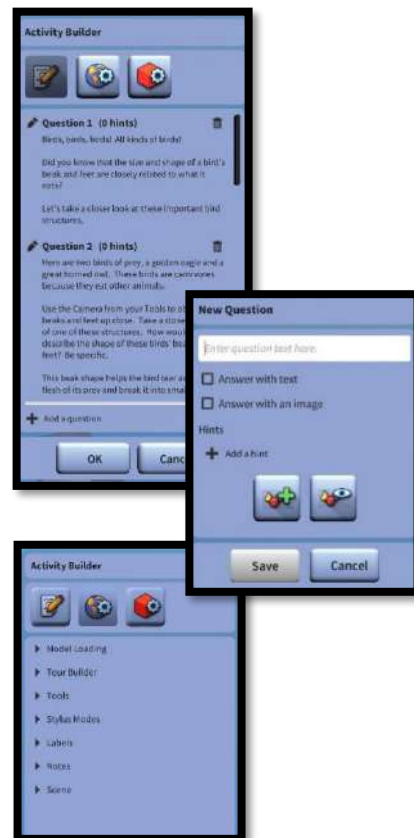 Activity Builder
Question 1 (0 hints)
Birds, birds, birds! All kinds of birds!
Did you know that the size and shape of a bird's
beak and feet are closely related to what it
eats?
Let's take a closer look at these important bird
structures.
Question 2 (0 hints)
Here are two birds of prey, a golden eagle and a
great horned owl. These birds are carnivores
because they eat other animals.
Use the Camera from your Tools to
beaks and feet up close. Take a
of one of these structures. How
describe the shape of these birds'
feet? Be specific.
This beak shape helps the bird tear
flesh of its prey and break it into
Add a question
OK
New Question
Enter question text here.
Answer with text
Answer with an image
Hints
Add a hint
Save
Cancel
Activity Builder
Model Loading
Tour Builder
Tools
Stylus Modes
Labels
Notes
Scene